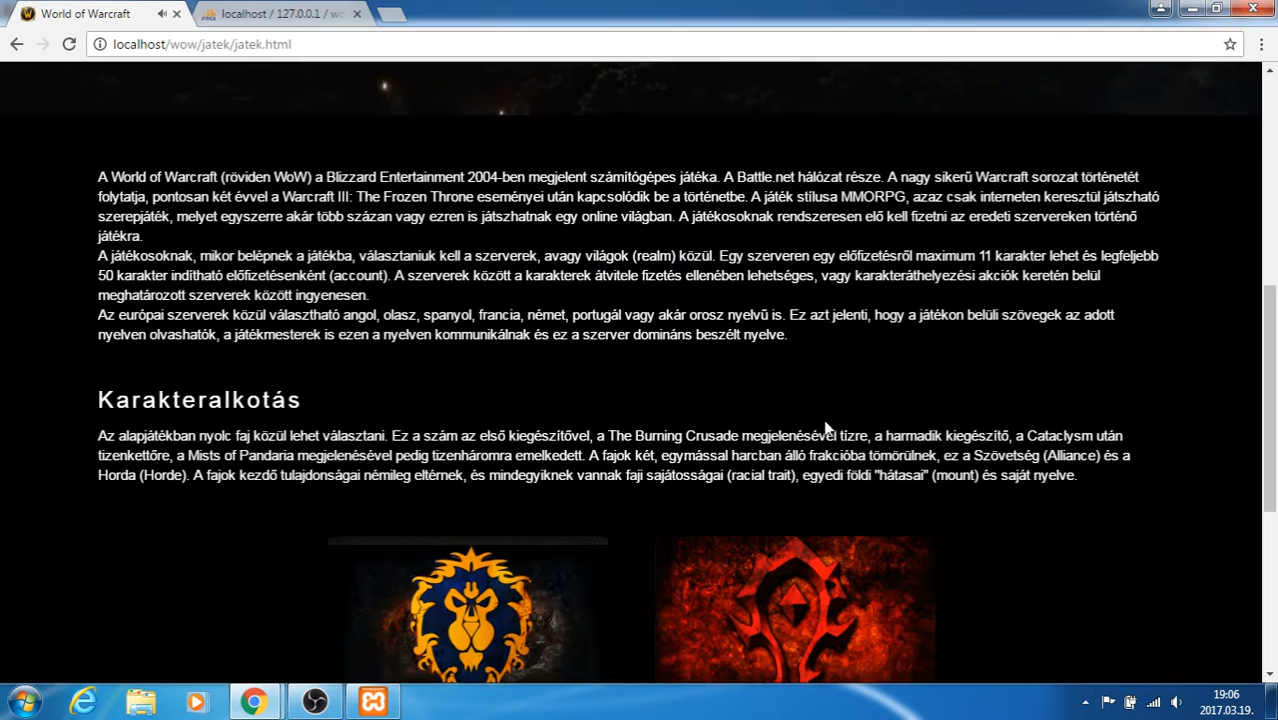 World of Warcraft
localhost / 127.0.0.1 / wo
localhost/wow/jatek/jatek.html
A World of Warcraft (röviden WoW) a Blizzard Entertainment 2004-ben megjelent számítógépes játéka. A Battle.net hálózat része. A nagy sikerű Warcraft sorozat történetét
folytatja, pontosan két évvel a Warcraft III: The Frozen Throne eseményei után kapcsolódik be a történetbe. A játék stílusa MMORPG, azaz csak interneten keresztül játszható
szerepjáték, melyet egyszerre akár több százan vagy ezren is játszhatnak egy online világban. A játékosoknak rendszeresen elő kell fizetni az eredeti szervereken történő
játékra.
A játékosoknak, mikor belépnek a játékba, választaniuk kell a szerverek, avagy világok (realm) közül. Egy szerveren egy előfizetésről maximum 11 karakter lehet és legfeljebb
50 karakter indítható előfizetésenként (account). A szerverek között a karakterek átvitele fizetés ellenében lehetséges, vagy karakteráthelyezési akciók keretén belül
meghatározott szerverek között ingyenesen.
Az európai szerverek közül választható angol, olasz, spanyol, francia, német, portugál vagy akár orosz nyelvű is. Ez azt jelenti, hogy a játékon belüli szövegek az adott
nyelven olvashatók, a játékmesterek is ezen a nyelven kommunikálnak és ez a szerver domináns beszélt nyelve.
Karakteralkotás
Az alapjátékban nyolc faj közül lehet választani. Ez a szám az első kiegészítővel, a The Burning Crusade megjelenésével tízre, a harmadik kiegészítő, a Cataclysm után
tizenkettőre, a Mists of Pandaria megjelenésével pedig tizenháromra emelkedett. A fajok két, egymással harcban álló frakcióba tömörülnek, ez a Szövetség (Alliance) és a
Horda (Horde). A fajok kezdő tulajdonságai némileg eltérnek, és mindegyiknek vannak faji sajátosságai (racial trait), egyedi földi "hátasai" (mount) és saját nyelve.
19:06
2017.03.19.